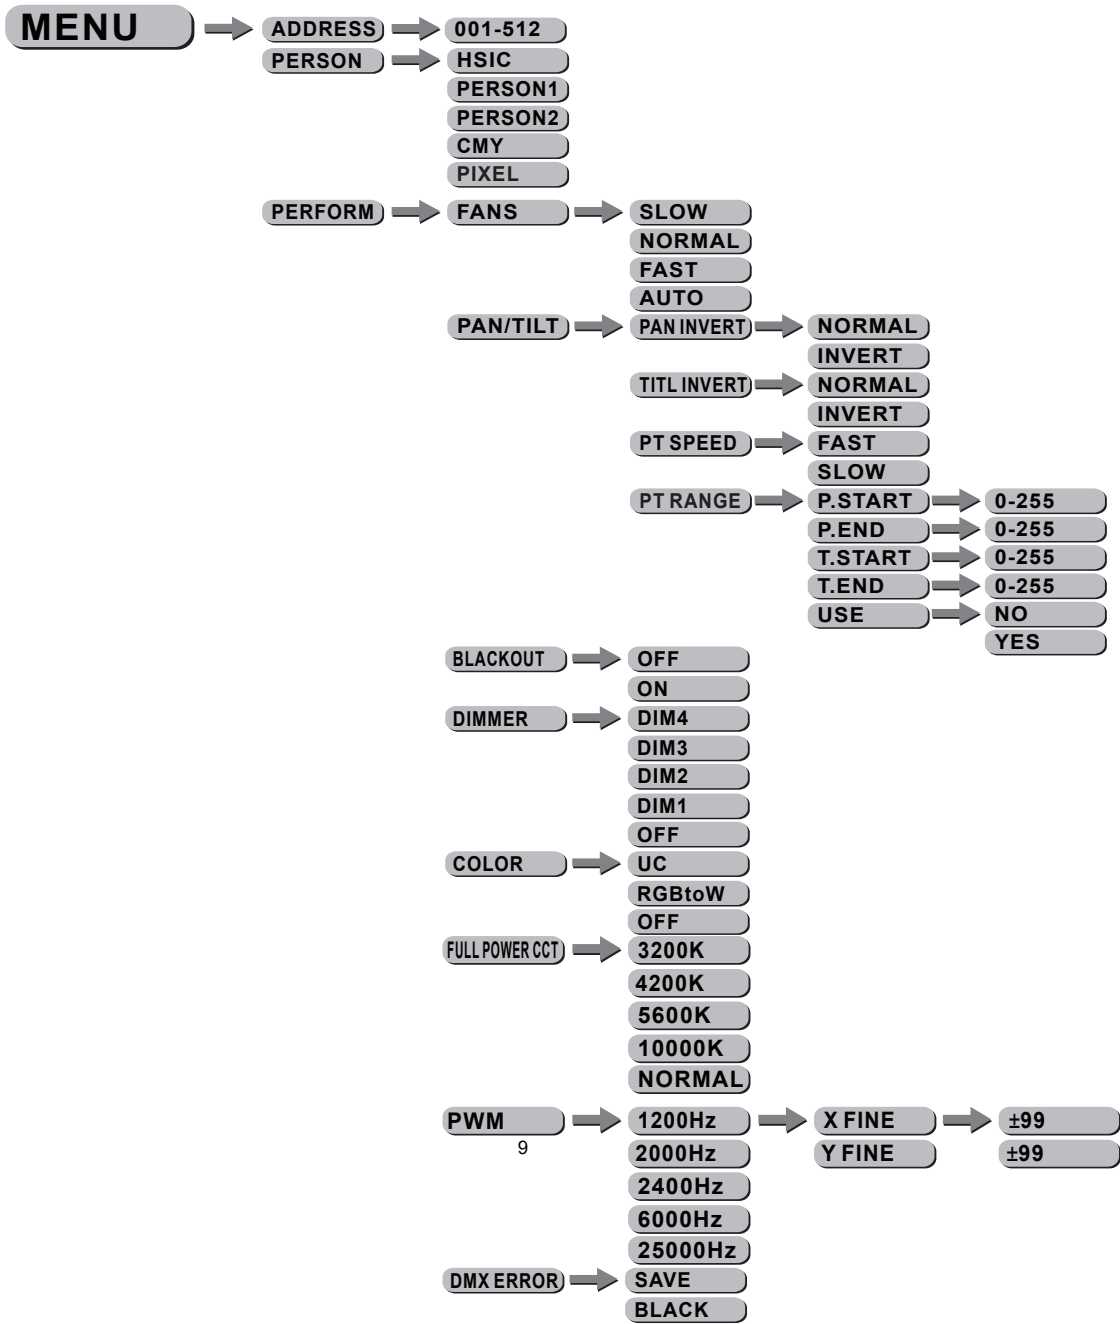 MENU ADDRESS 001-512
PERSON HSIC
PERSON1
PERSON2
CMY
PIXEL
PERFORM FANS SLOW
NORMAL
FAST
AUTO
PAN/TILT PAN INVERT NORMAL
INVERT
TITL INVERT NORMAL
INVERT
PT SPEED FAST
SLOW
PT RANGE P.START 0-255
P.END 0-255
T.START 0-255
T.END 0-255
USE NO
YES
BLACKOUT OFF
ON
DIMMER DIM4
DIM3
DIM2
DIM1
OFF
COLOR UC
RGBtoW
OFF
FULL POWER CCT 3200K
4200K
5600K
10000K
NORMAL
PWM 1200Hz X FINE ±99
9 2000Hz Y FINE ±99
2400Hz
6000Hz
25000Hz
DMX ERROR SAVE
BLACK